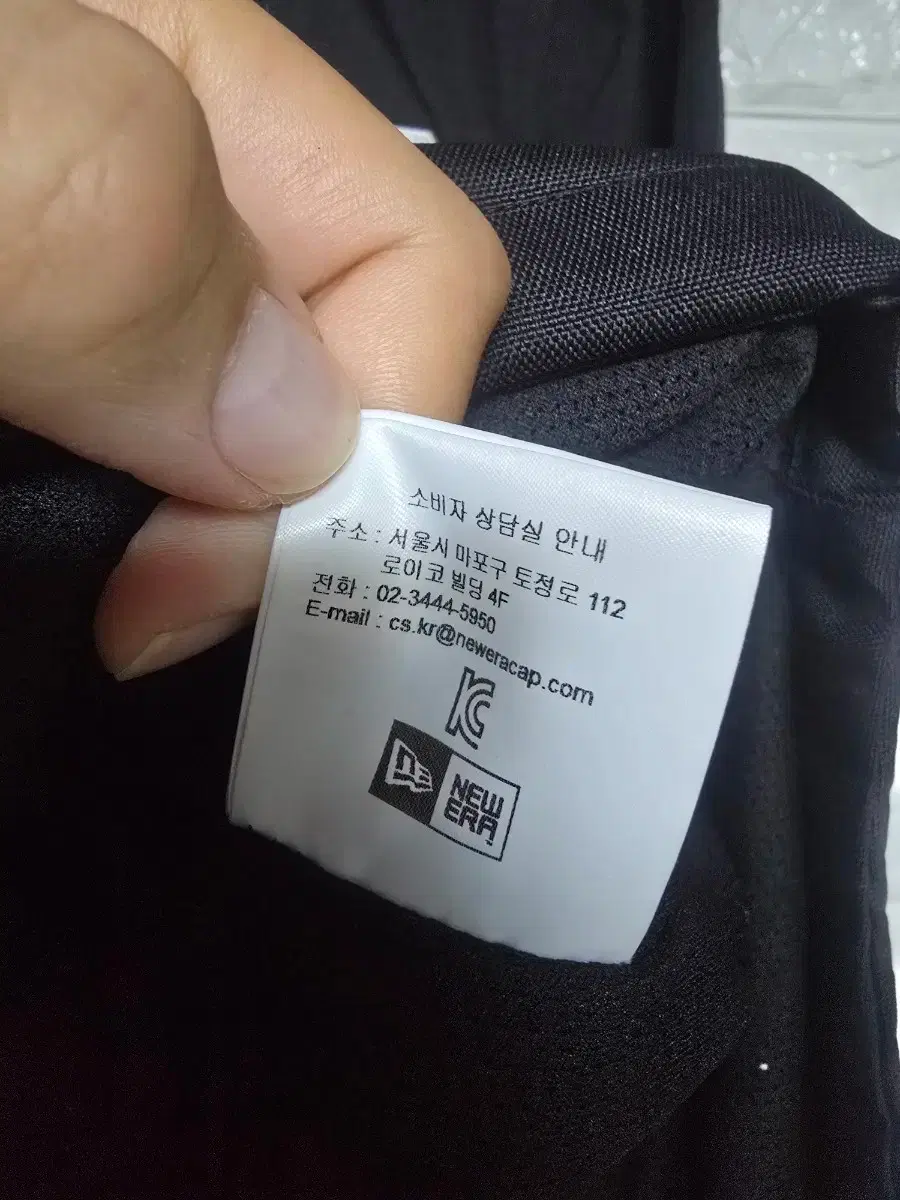 소비자 상담실 안내
주소 : 서울시 마포구 토정로 112
로이코 빌딩 4F
전화 : 02-3444-5950
E-mail : cs.kr@neweracap.com
KC
NE
NEW
ERA